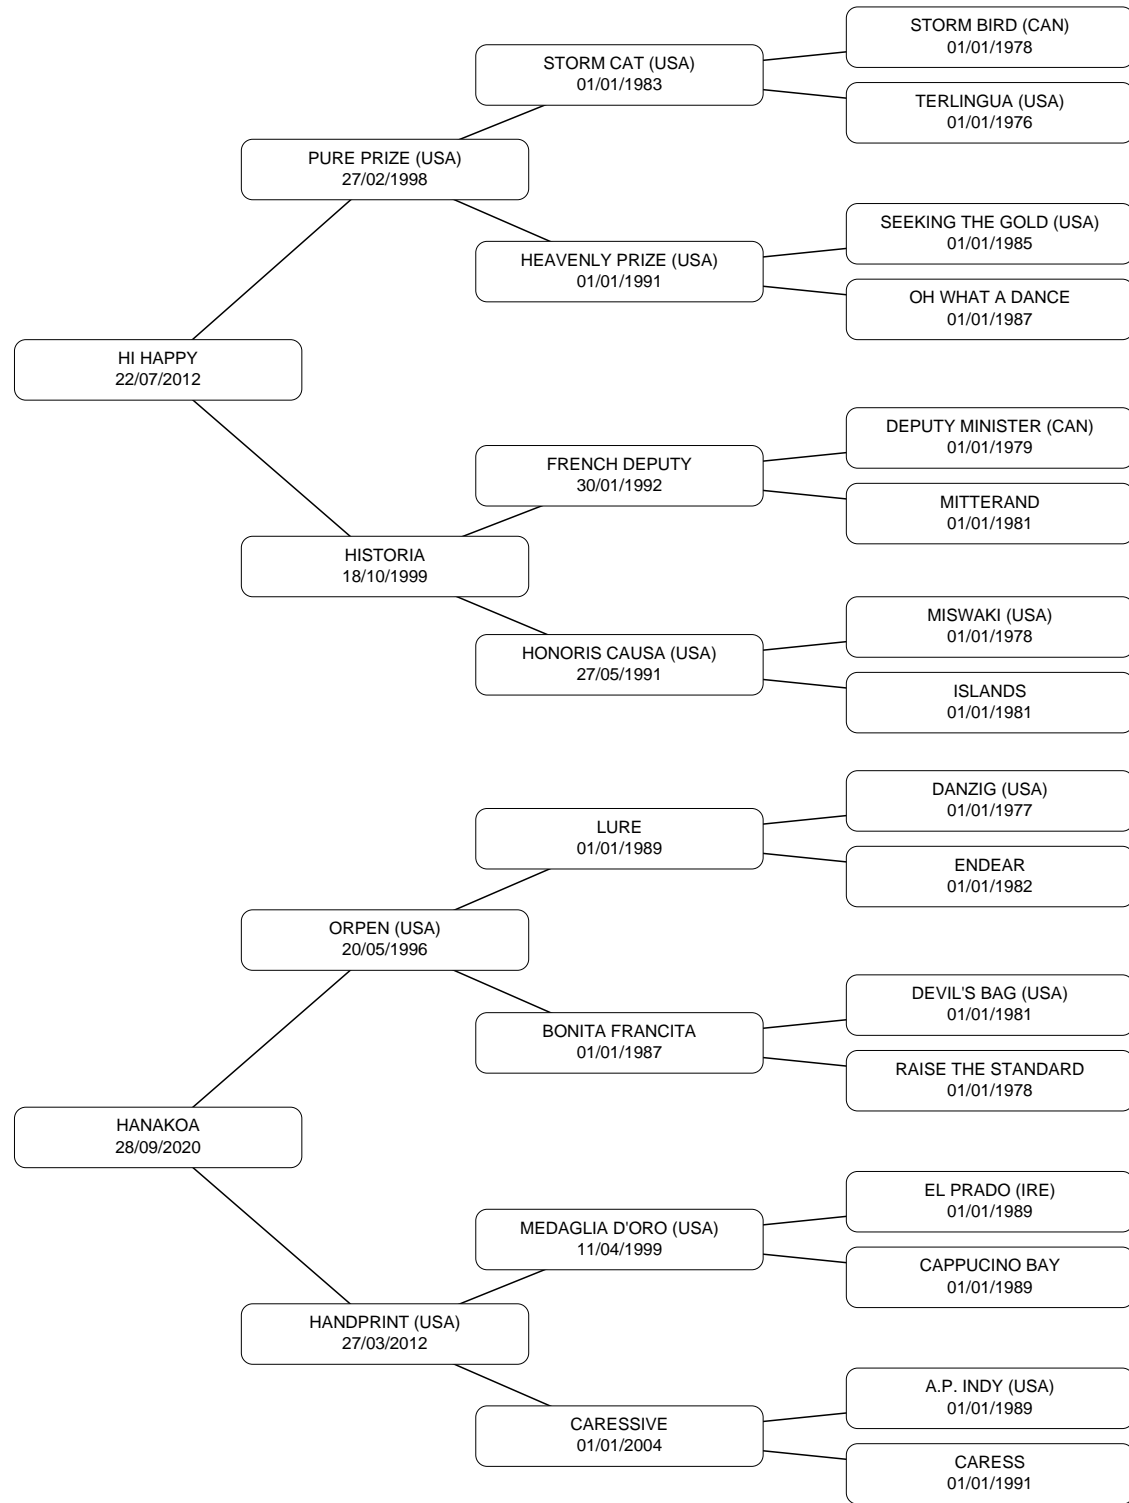 STORM BIRD (CAN)
01/01/1978
STORM CAT (USA)
01/01/1983
TERLINGUA (USA)
01/01/1976
PURE PRIZE (USA)
27/02/1998
SEEKING THE GOLD (USA)
01/01/1985
HEAVENLY PRIZE (USA)
01/01/1991
OH WHAT A DANCE
01/01/1987
HI HAPPY
22/07/2012
DEPUTY MINISTER (CAN)
01/01/1979
FRENCH DEPUTY
30/01/1992
MITTERAND
01/01/1981
HISTORIA
18/10/1999
MISWAKI (USA)
01/01/1978
HONORIS CAUSA (USA)
27/05/1991
ISLANDS
01/01/1981
DANZIG (USA)
01/01/1977
LURE
01/01/1989
ENDEAR
01/01/1982
ORPEN (USA)
20/05/1996
DEVIL'S BAG (USA)
01/01/1981
BONITA FRANCITA
01/01/1987
RAISE THE STANDARD
01/01/1978
HANAKOA
28/09/2020
EL PRADO (IRE)
01/01/1989
MEDAGLIA D'ORO (USA)
11/04/1999
CAPPUCINO BAY
01/01/1989
HANDPRINT (USA)
27/03/2012
A.P. INDY (USA)
01/01/1989
CARESSIVE
01/01/2004
CARESS
01/01/1991